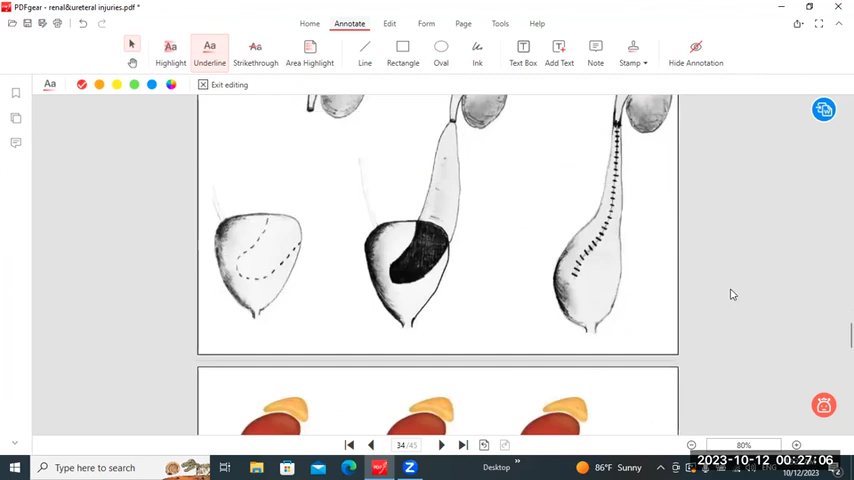 PDFgear - renal&ureteral injuries.pdf *
Home Annotate Edit Form Page Tools Help
Highlight Underline Strikethrough Area Highlight Line Rectangle Oval Ink Text Box Add Text Note Stamp Hide Annotation
Exit editing
34/45 80%
Type here to search Desktop 86°F Sunny
2023-10-12 00:27:06
10/12/2023